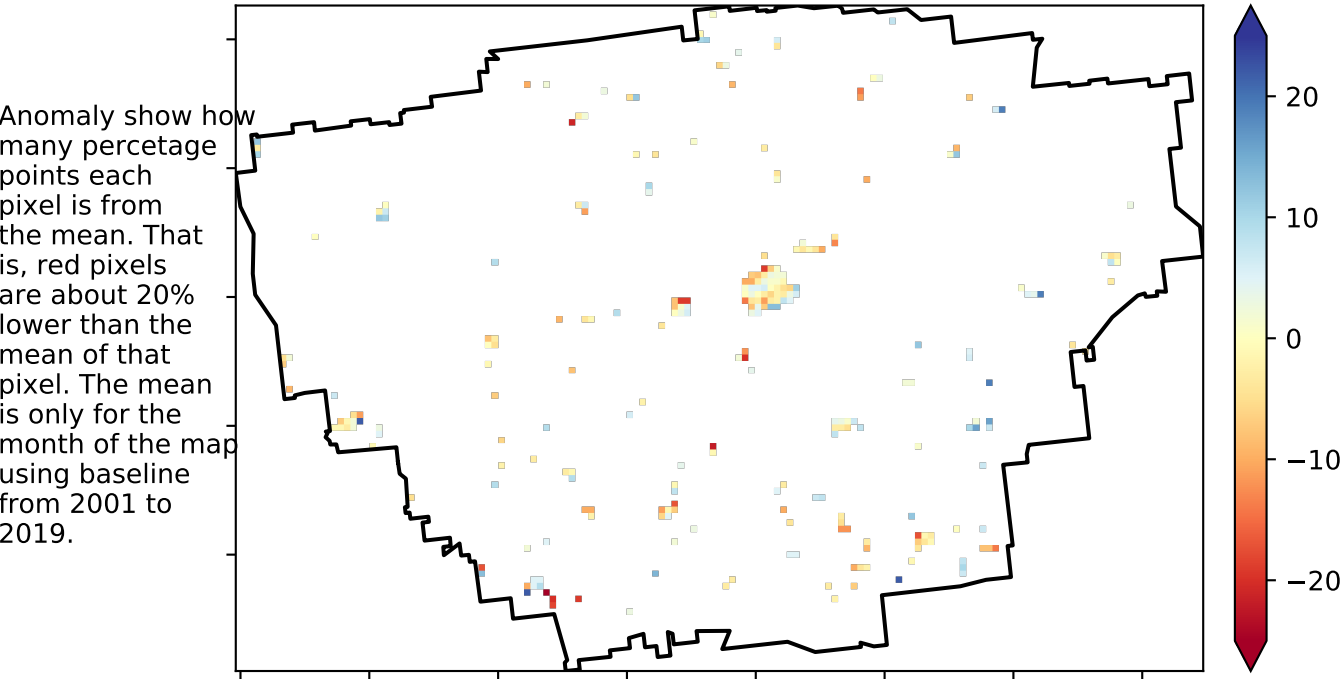 Anomaly show how
many percetage
points each
pixel is from
the mean. That
is, red pixels
are about 20%
lower than the
mean of that
pixel. The mean
is only for the
month of the map
using baseline
from 2001 to
2019.
20
10
0
−10
−20